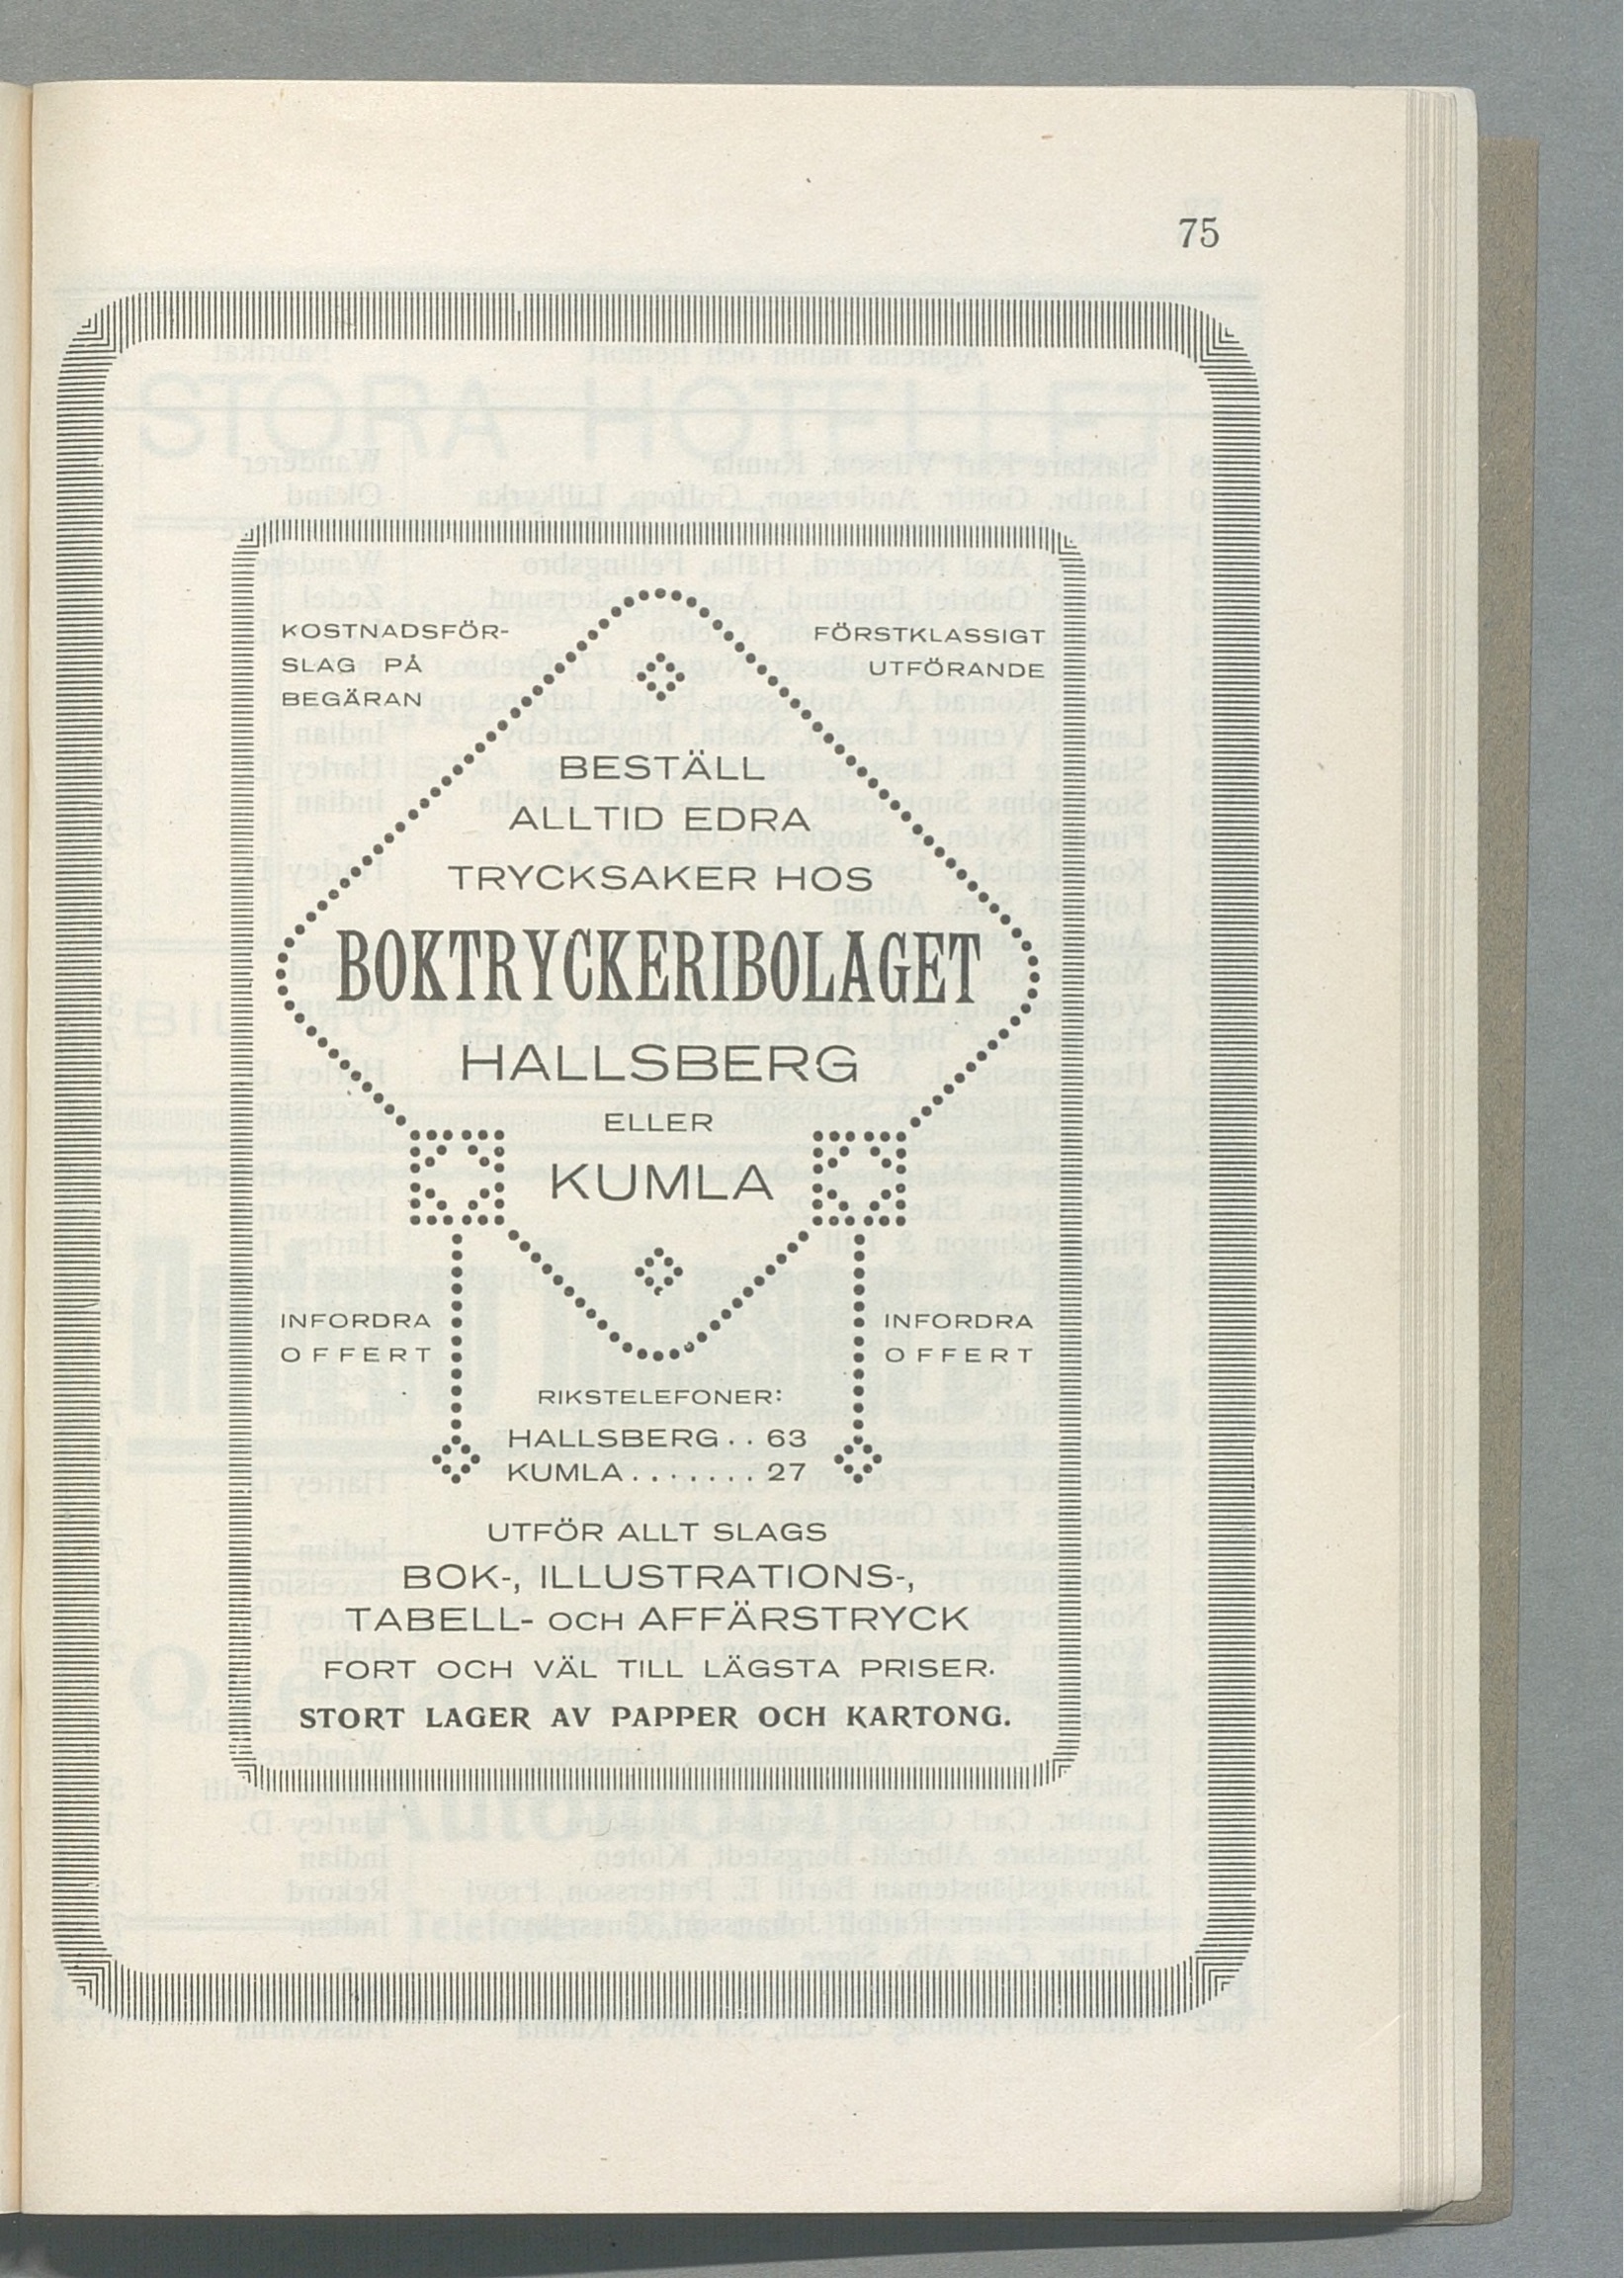 75
KOSTNADSFÖR-
SLAG PÅ
BEGÄRAN
FÖRSTKLASSIGT
UTFÖRANDE
BESTÄLL
ALLTID EDRA
TRYCKSAKER HOS
BOKTRYCKERIBOLAGET
HALLSBERG
ELLER
KUMLA
INFORDRA
OFFERT
INFORDRA
OFFERT
RIKSTELEFONER:
HALLSBERG . . 63
KUMLA . . . . . . . 27
UTFÖR ALLT SLAGS
BOK-, ILLUSTRATIONS-,
TABELL- OCH AFFÄRSTRYCK
FORT OCH VÄL TILL LÄGSTA PRISER.
STORT LAGER AV PAPPER OCH KARTONG.